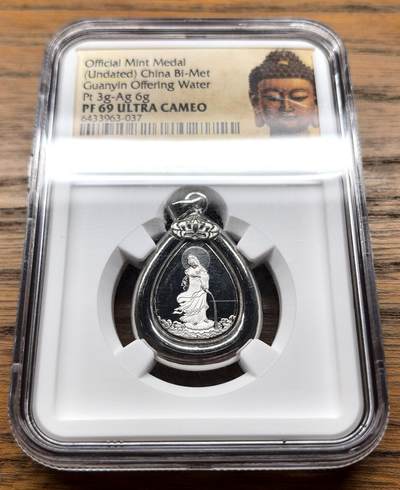 Official Mint Medal
(Undated) China Bi-Met
Guanyin Offering Water
Pt 3g-Ag 6g
PF 69 ULTRA CAMEO
6433963-037